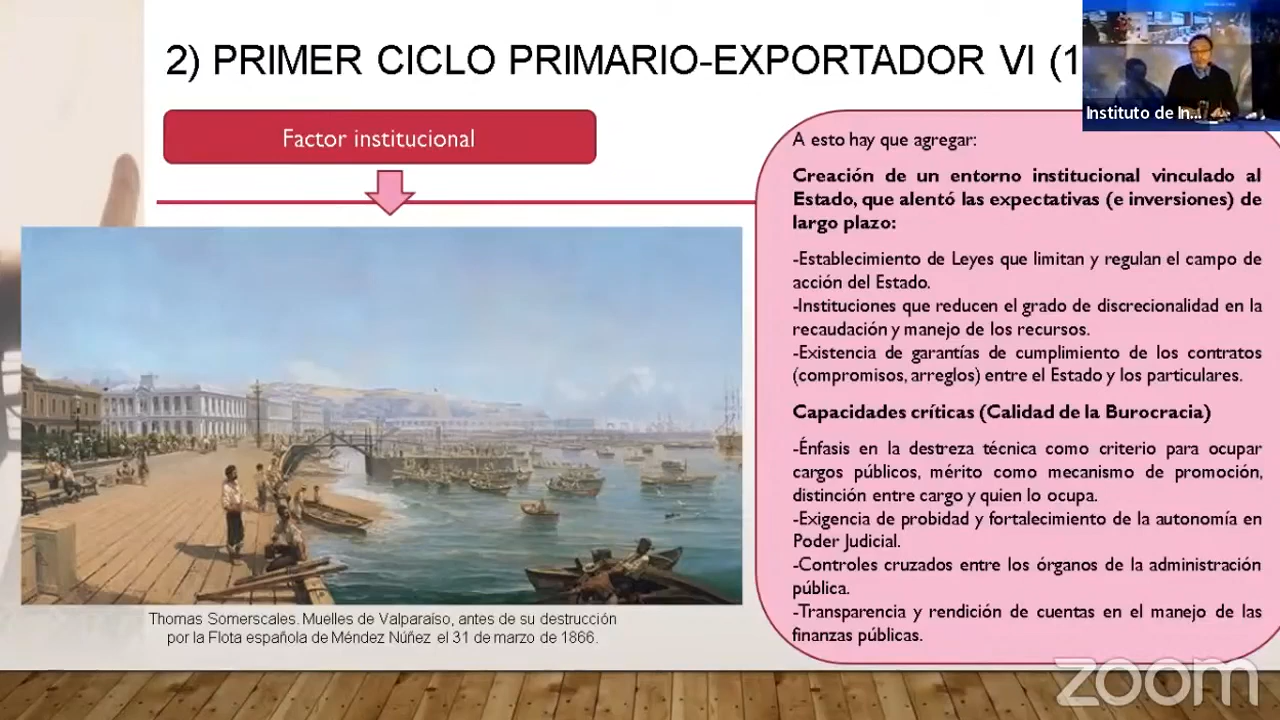 2) PRIMER CICLO PRIMARIO-EXPORTADOR VI (1
Instituto de In...
Factor institucional
A esto hay que agregar:
Creación de un entorno institucional vinculado al
Estado, que alentó las expectativas (e inversiones) de
largo plazo:
-Establecimiento de Leyes que limitan y regulan el campo de
acción del Estado.
-Instituciones que reducen el grado de discrecionalidad en la
recaudación y manejo de los recursos.
-Existencia de garantías de cumplimiento de los contratos
(compromisos, arreglos) entre el Estado y los particulares.
Capacidades críticas (Calidad de la Burocracia)
-Énfasis en la destreza técnica como criterio para ocupar
cargos públicos, mérito como mecanismo de promoción,
distinción entre cargo y quien lo ocupa.
-Exigencia de probidad y fortalecimiento de la autonomía en
Poder Judicial.
-Controles cruzados entre los órganos de la administración
pública.
-Transparencia y rendición de cuentas en el manejo de las
finanzas públicas.
Thomas Somerscales. Muelles de Valparaíso, antes de su destrucción
por la Flota española de Méndez Núñez el 31 de marzo de 1866.
zoom